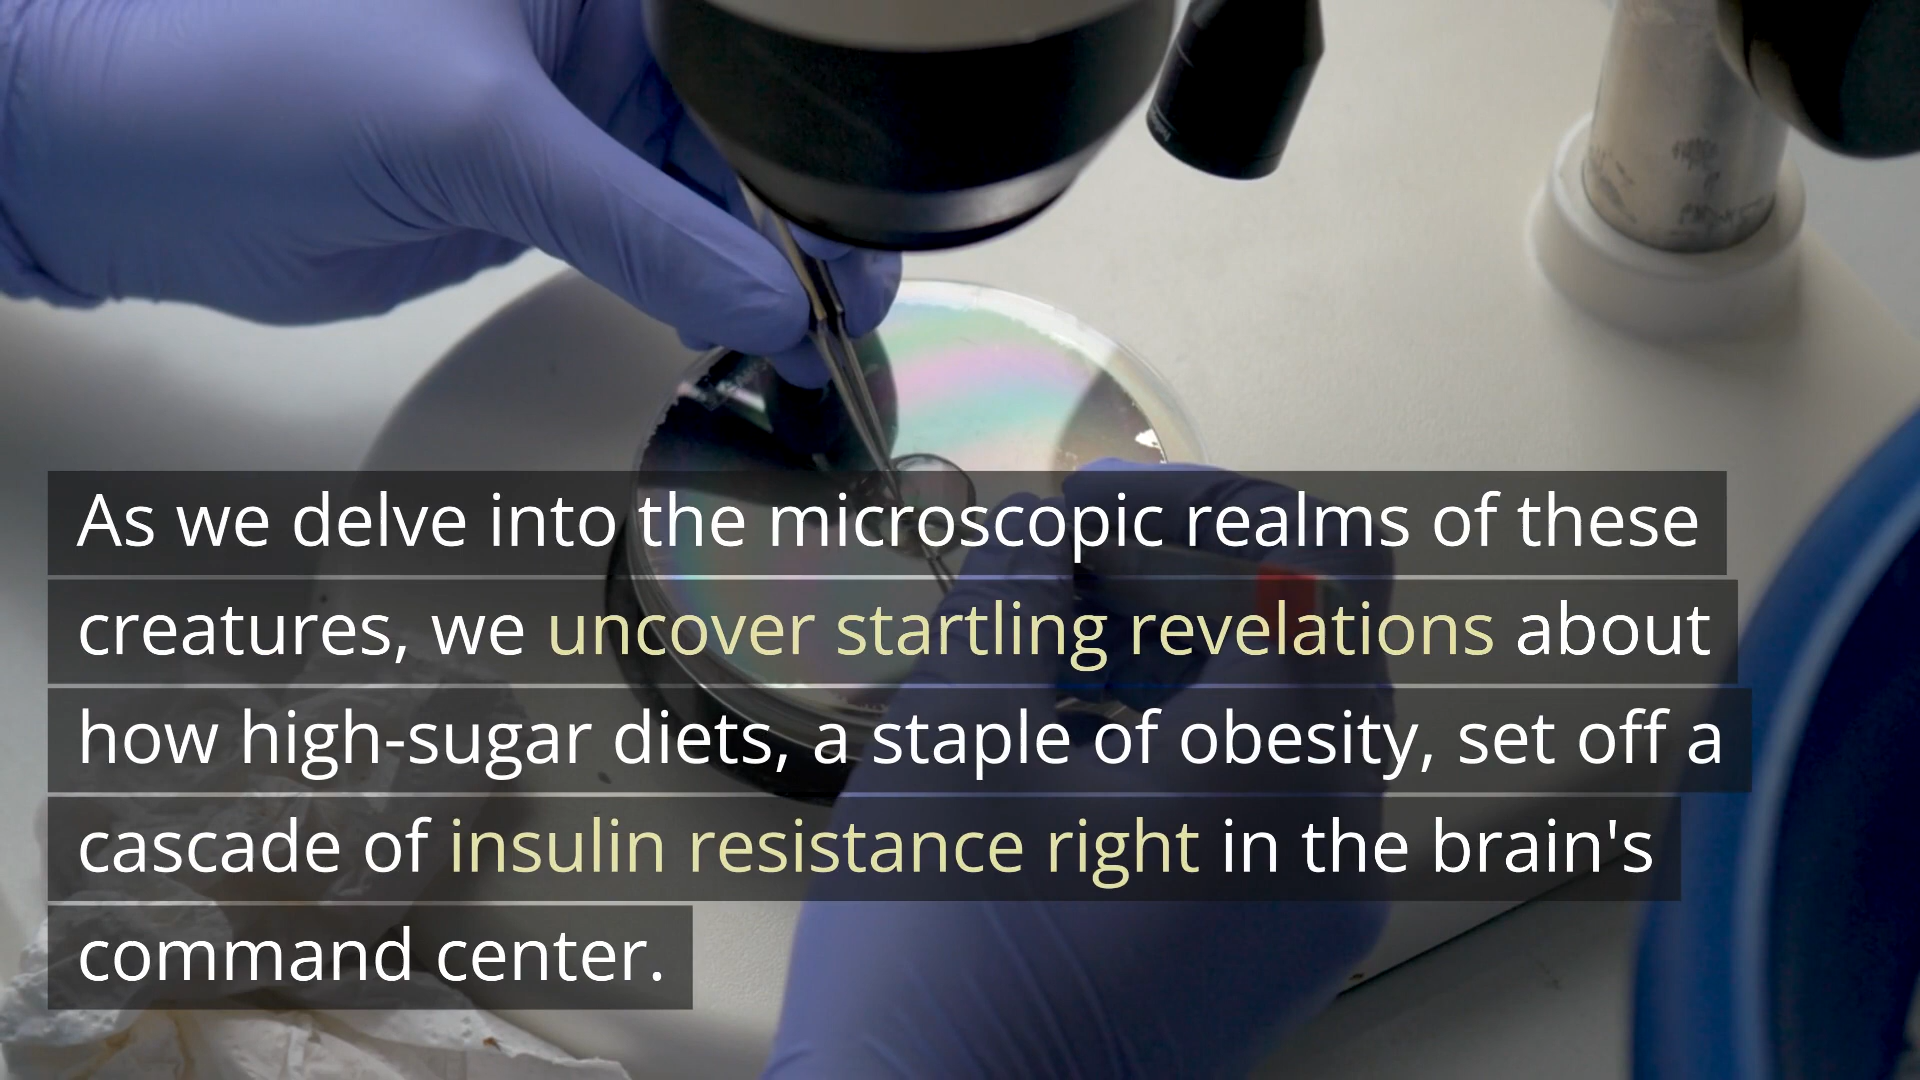 As we delve into the microscopic realms of these
creatures, we uncover startling revelations about
how high-sugar diets, a staple of obesity, set off a
cascade of insulin resistance right in the brain's
command center.